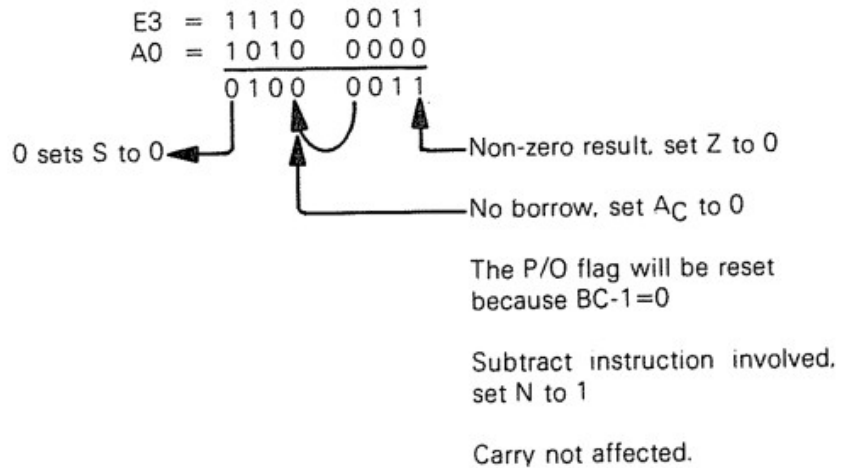 E3 = 1110 0011
A0 = 1010 0000
0100 0011
0 sets S to 0
Non-zero result, set Z to 0
No borrow, set AC to 0
The P/O flag will be reset
because BC-1=0
Subtract instruction involved,
set N to 1
Carry not affected.